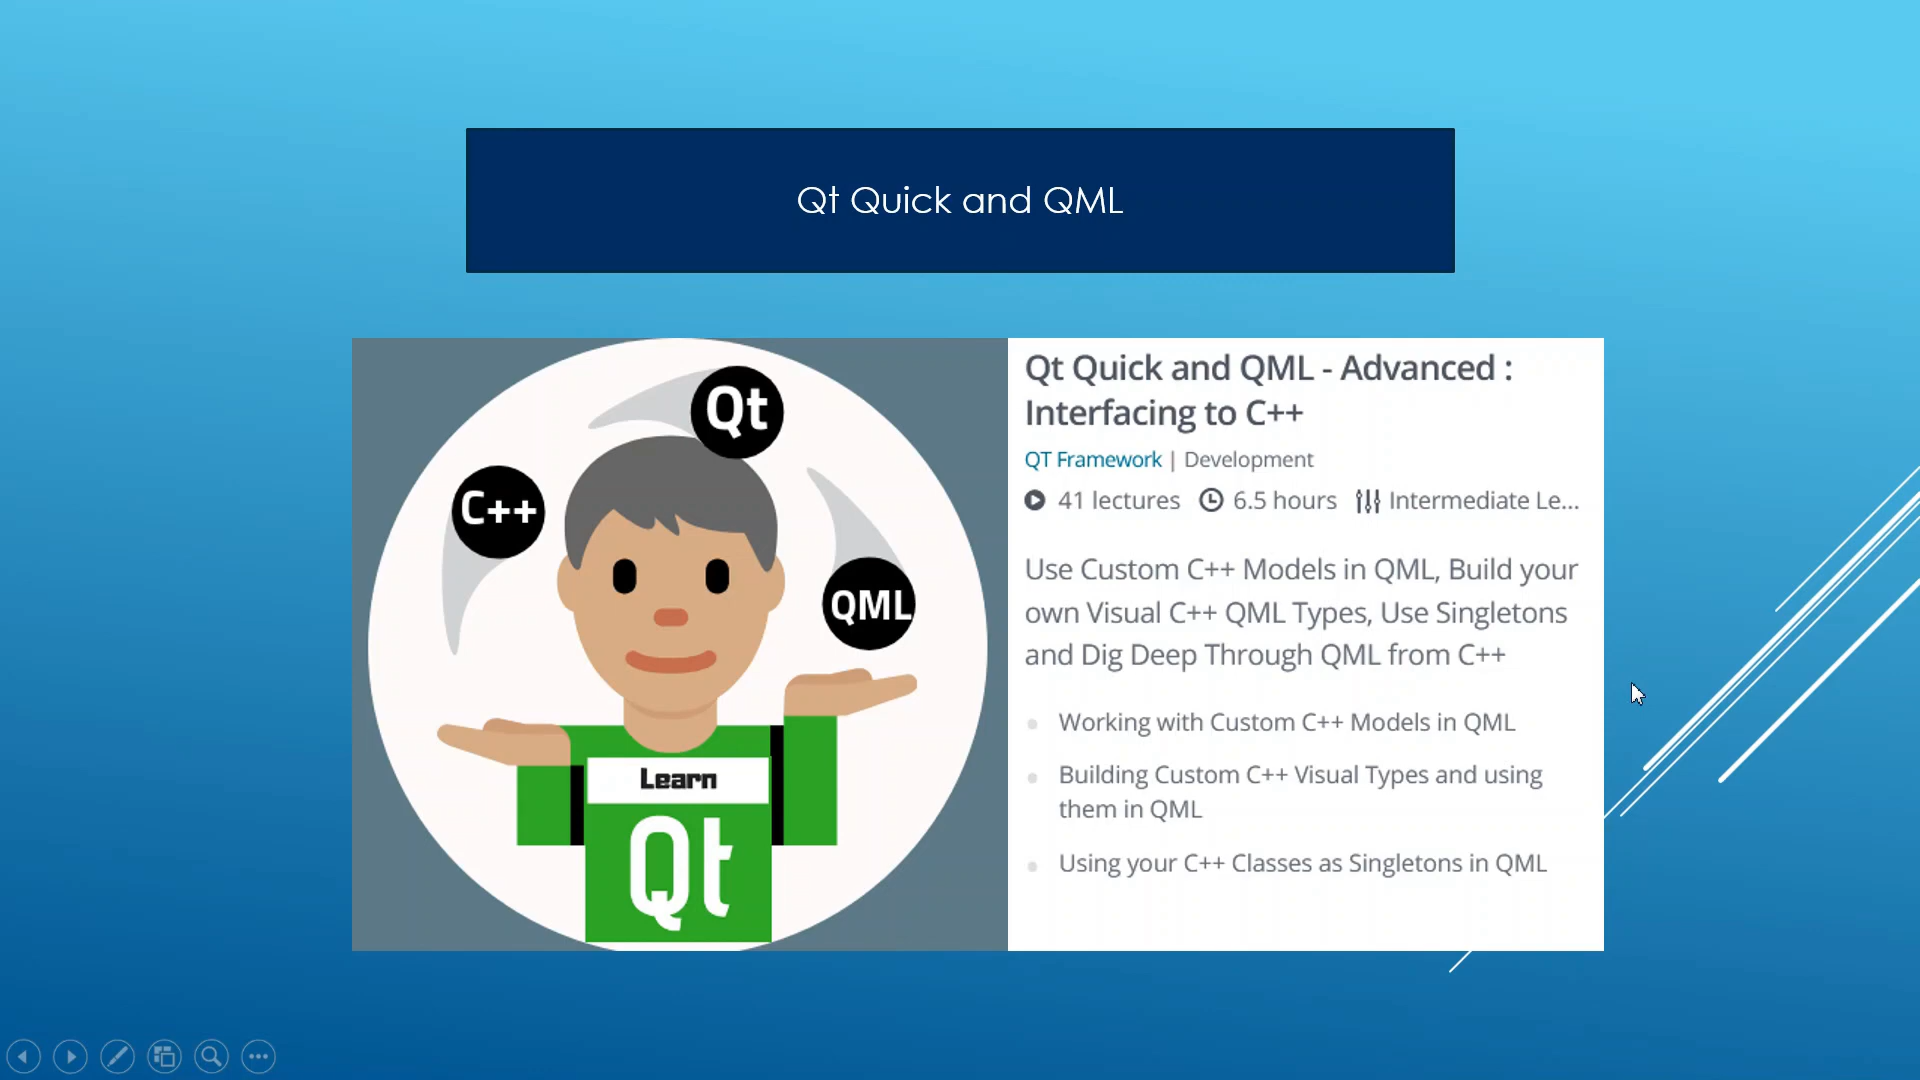 Qt Quick and QML
Qt
C++
QML
Learn
Qt
Qt Quick and QML - Advanced :
Interfacing to C++
QT Framework | Development
41 lectures 6.5 hours Intermediate Le...
Use Custom C++ Models in QML, Build your
own Visual C++ QML Types, Use Singletons
and Dig Deep Through QML from C++
Working with Custom C++ Models in QML
Building Custom C++ Visual Types and using
them in QML
Using your C++ Classes as Singletons in QML